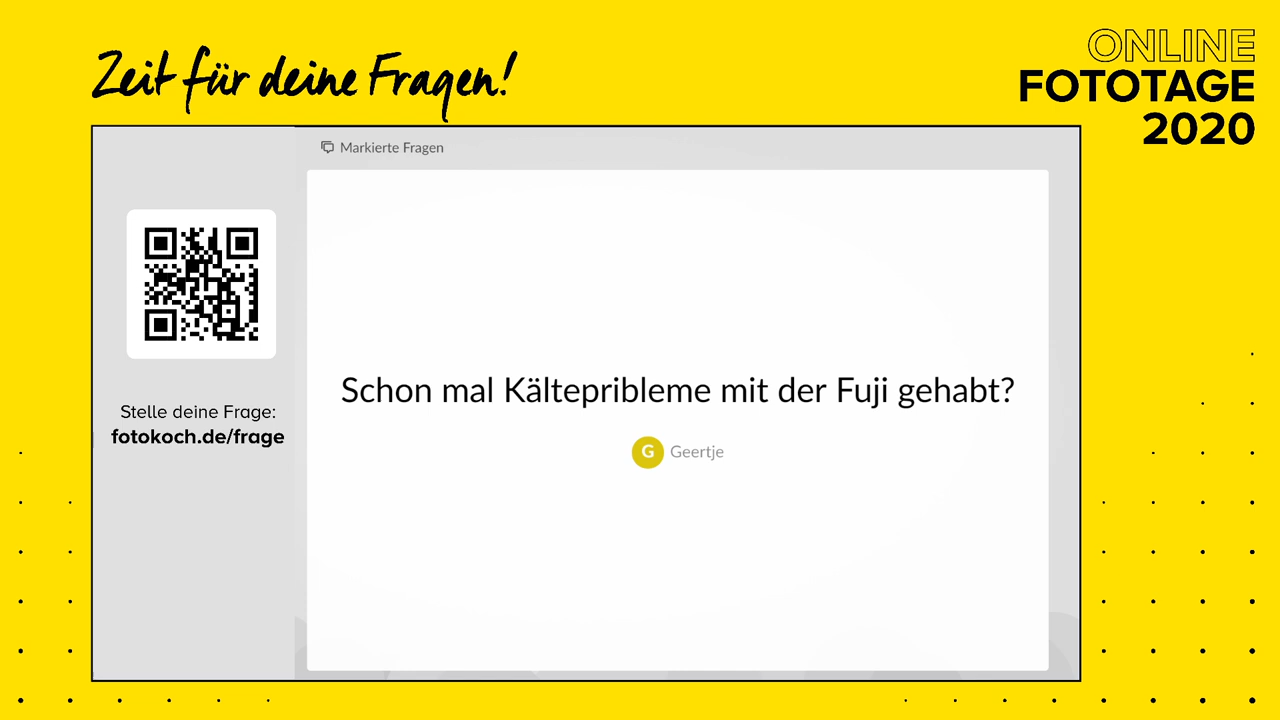 Zeit für deine Fragen!
ONLINE
FOTOTAGE
2020
Markierte Fragen
Stelle deine Frage:
fotokoch.de/frage
Schon mal Kältepribleme mit der Fuji gehabt?
G Geertje